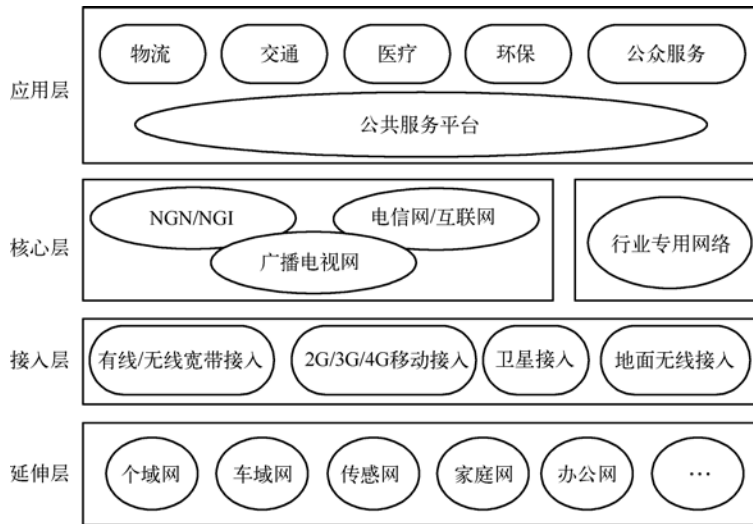 应用层
物流 交通 医疗 环保 公众服务
公共服务平台
核心层
NGN/NGI 电信网/互联网
广播电视网
行业专用网络
接入层
有线/无线宽带接入 2G/3G/4G移动接入 卫星接入 地面无线接入
延伸层
个域网 车域网 传感网 家庭网 办公网 …